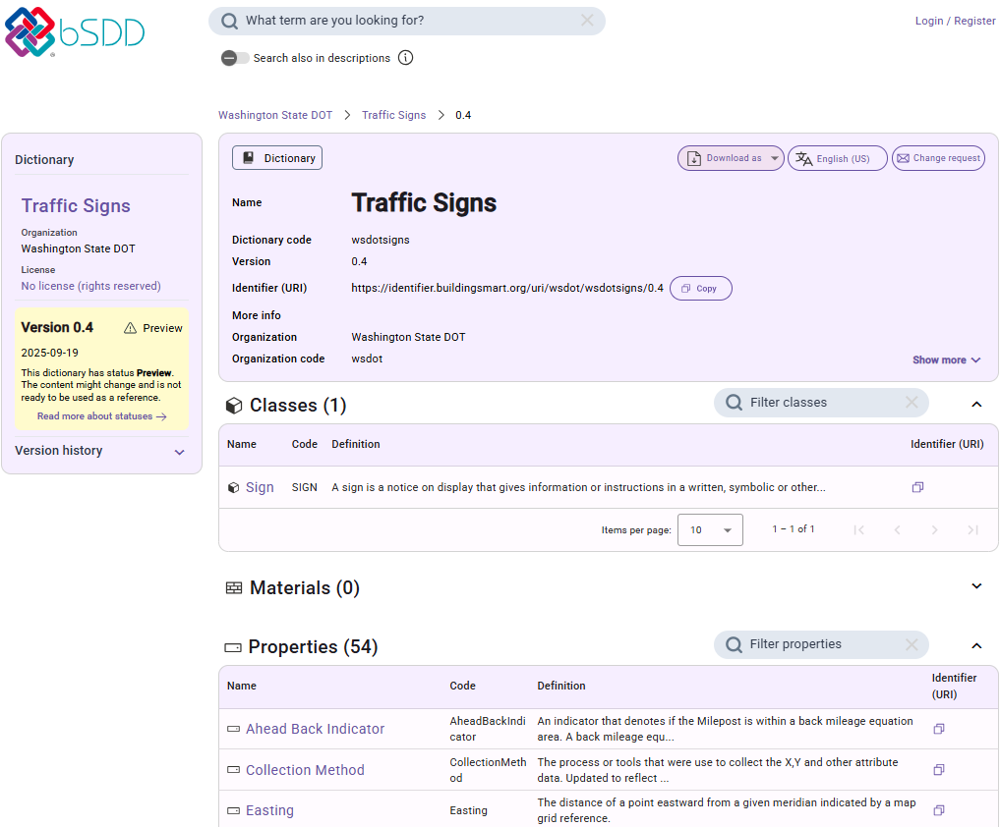 bSDD
What term are you looking for?
Login / Register
Search also in descriptions
Washington State DOT > Traffic Signs > 0.4
Dictionary
Traffic Signs
Organization
Washington State DOT
License
No license (rights reserved)
Version 0.4 Preview
2025-09-19
This dictionary has status Preview.
The content might change and is not
ready to be used as a reference.
Read more about statuses →
Version history
Dictionary
Download as
English (US)
Change request
Name Traffic Signs
Dictionary code wsdotsigns
Version 0.4
Identifier (URI) https://identifier.buildingsmart.org/uri/wsdot/wsdotsigns/0.4 Copy
More info
Organization Washington State DOT
Organization code wsdot
Show more
Classes (1)
Filter classes
Name Code Definition Identifier (URI)
Sign SIGN A sign is a notice on display that gives information or instructions in a written, symbolic or other...
Items per page: 10 1 – 1 of 1
Materials (0)
Properties (54)
Filter properties
Name Code Definition Identifier
(URI)
Ahead Back Indicator AheadBackIndi An indicator that denotes if the Milepost is within a back mileage equation
cator area. A back mileage equ...
Collection Method CollectionMeth The process or tools that were use to collect the X,Y and other attribute
od data. Updated to reflect ...
Easting Easting The distance of a point eastward from a given meridian indicated by a map
grid reference.